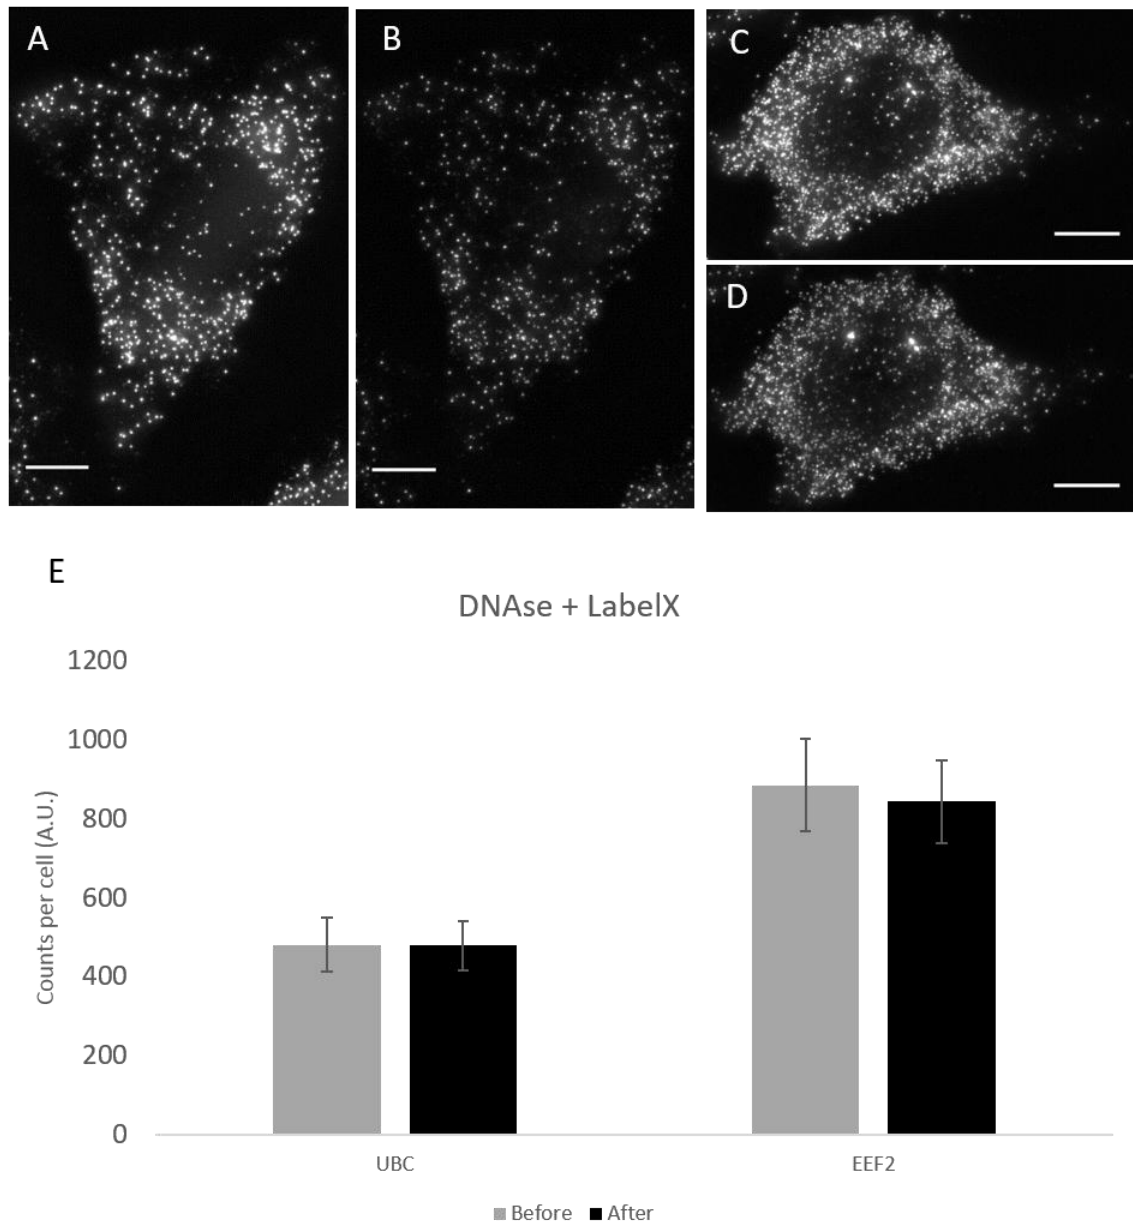 A
B
C
D
E
DNAse + LabelX
Counts per cell (A.U.)
1200
1000
800
600
400
200
0
UBC
EEF2
Before
After